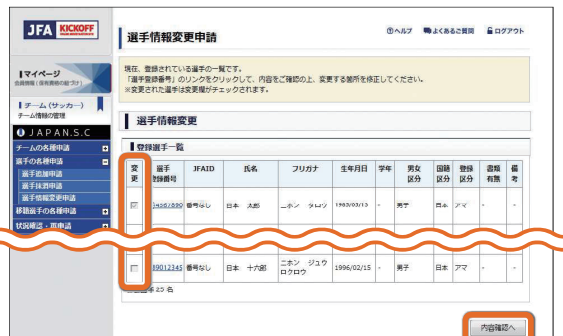 JFA KICKOFF
選手情報変更申請
ヘルプ よくあるご質問 ログアウト
マイページ
現在、登録されている選手の一覧です。
「選手登録番号」のリンクをクリックして、内容をご確認の上、変更する箇所を修正してください。
※変更された選手は変更欄がチェックされます。
チーム(サッカー)
チーム情報の管理
選手情報変更
JAPAN.S.C
登録選手一覧
チームの各種申請
選手の各種申請
選手追加申請
選手抹消申請
選手情報変更申請
移籍選手の各種申請
状況確認・再申請
変更 選手登録番号 JFAID 氏名 フリガナ 生年月日 学年 男女区分 国籍区分 登録区分 書類有無 備考
番号なし 日本 太郎 ニホン タロウ - 男子 日本 アマ - -
89012345 番号なし 日本 十六郎 ニホン ジュウロクロウ 1996/02/15 - 男子 日本 アマ - -
25 名
内容確認へ